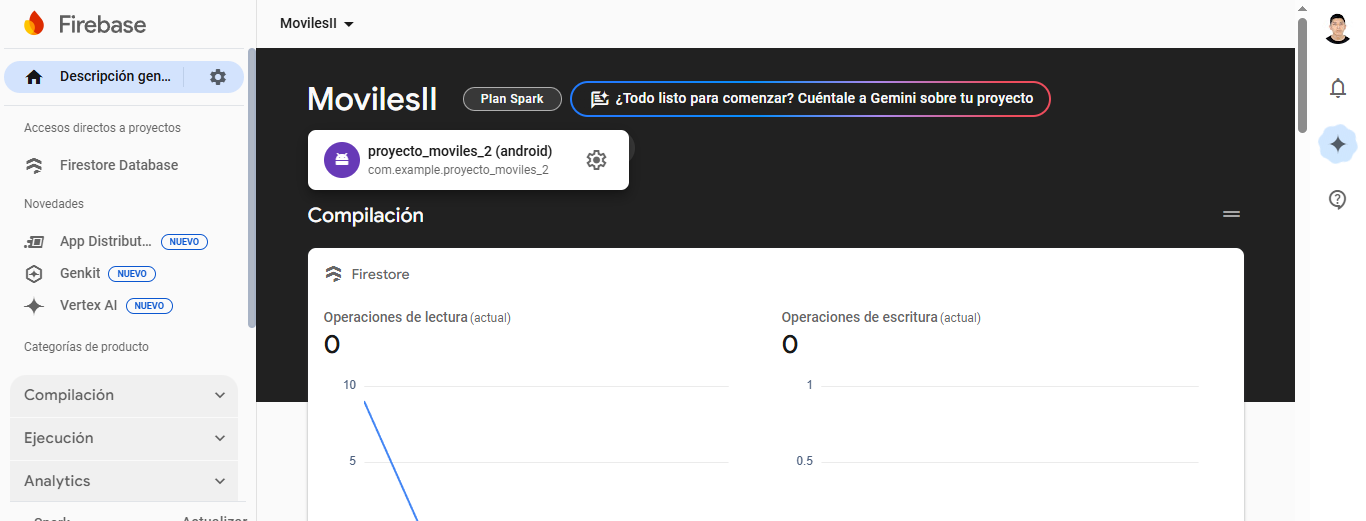 Firebase
MovilesII
Descripción gen...
Accesos directos a proyectos
Firestore Database
Novedades
App Distribut... NUEVO
Genkit NUEVO
Vertex AI NUEVO
Categorías de producto
Compilación
Ejecución
Analytics
Spark
Actualizar
MovilesII
Plan Spark
¿Todo listo para comenzar? Cuéntale a Gemini sobre tu proyecto
proyecto_moviles_2 (android)
com.example.proyecto_moviles_2
Compilación
Firestore
Operaciones de lectura (actual)
0
10
5
Operaciones de escritura (actual)
0
1
0.5